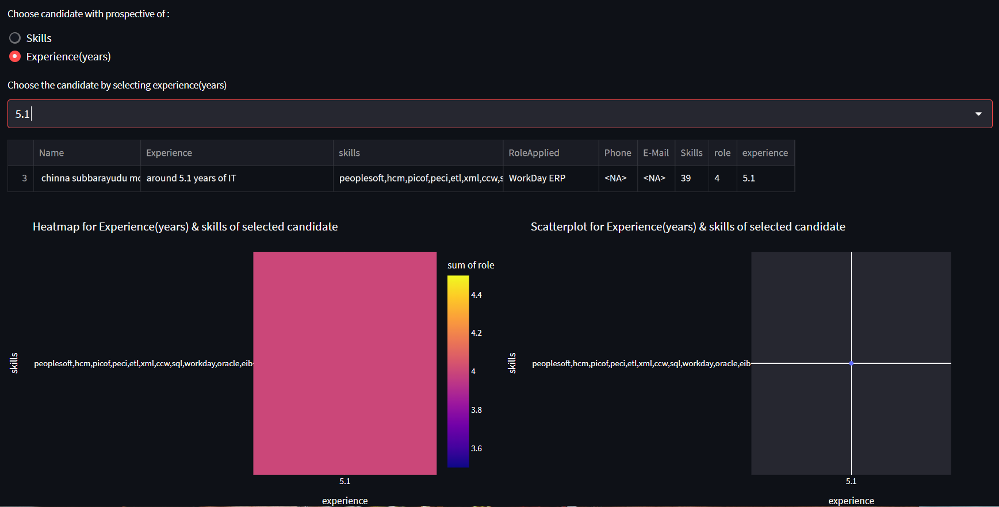 Choose candidate with prospective of :
Skills
Experience(years)
Choose the candidate by selecting experience(years)
5.1
Name Experience skills RoleApplied Phone E-Mail Skills role experience
3 chinna subbarayudu mc around 5.1 years of IT peoplesoft,hcm,picof,peci,etl,xml,ccw,s WorkDay ERP <NA> <NA> 39 4 5.1
Heatmap for Experience(years) & skills of selected candidate
sum of role
4.4
4.2
4
3.8
3.6
skills
peoplesoft,hcm,picof,peci,etl,xml,ccw,sql,workday,oracle,eib
5.1
experience
Scatterplot for Experience(years) & skills of selected candidate
skills
peoplesoft,hcm,picof,peci,etl,xml,ccw,sql,workday,oracle,eib
5.1
experience